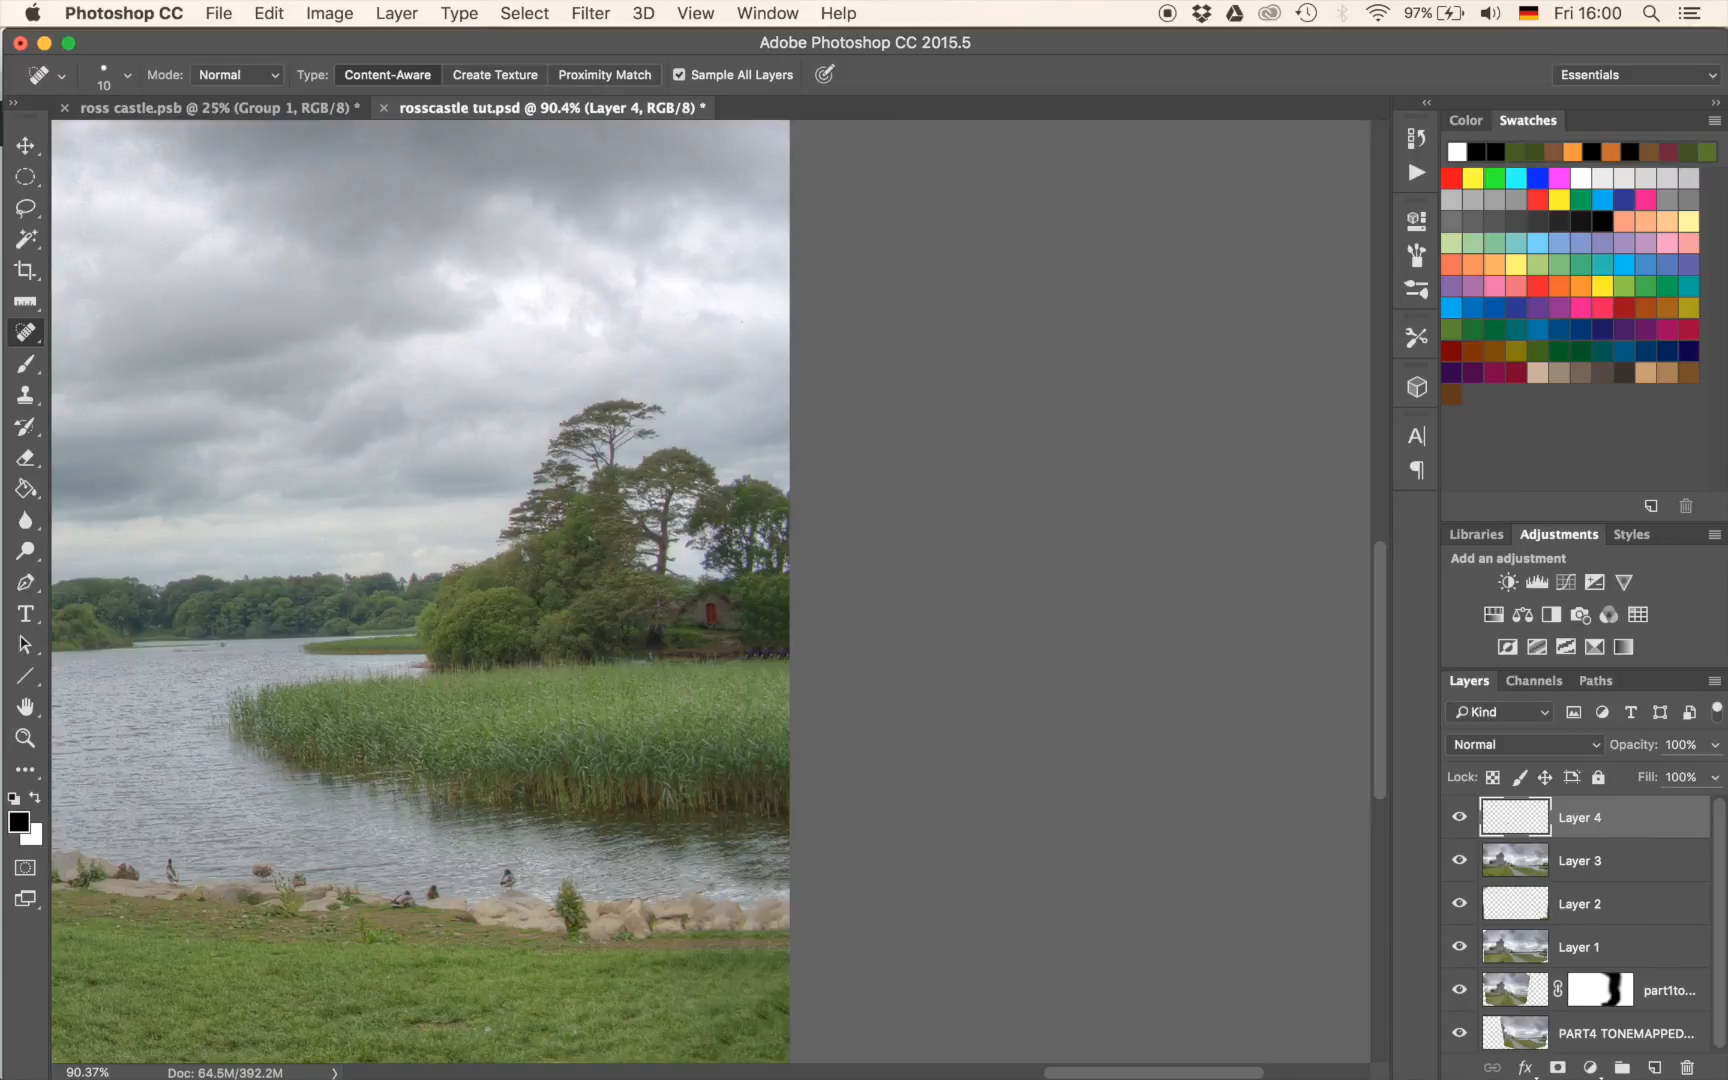 Photoshop CC File Edit Image Layer Type Select Filter 3D View Window Help 97% Fri 16:00
Adobe Photoshop CC 2015.5
10 Mode: Normal Type: Content-Aware Create Texture Proximity Match Sample All Layers Essentials
ross castle.psb @ 25% (Group 1, RGB/8) * rosscastle tut.psd @ 90.4% (Layer 4, RGB/8) *
Color Swatches
Libraries Adjustments Styles
Add an adjustment
Layers Channels Paths
Kind
Normal Opacity: 100%
Lock: Fill: 100%
Layer 4
Layer 3
Layer 2
Layer 1
part1to...
PART4 TONEMAPPED...
90.37% Doc: 64.5M/392.2M